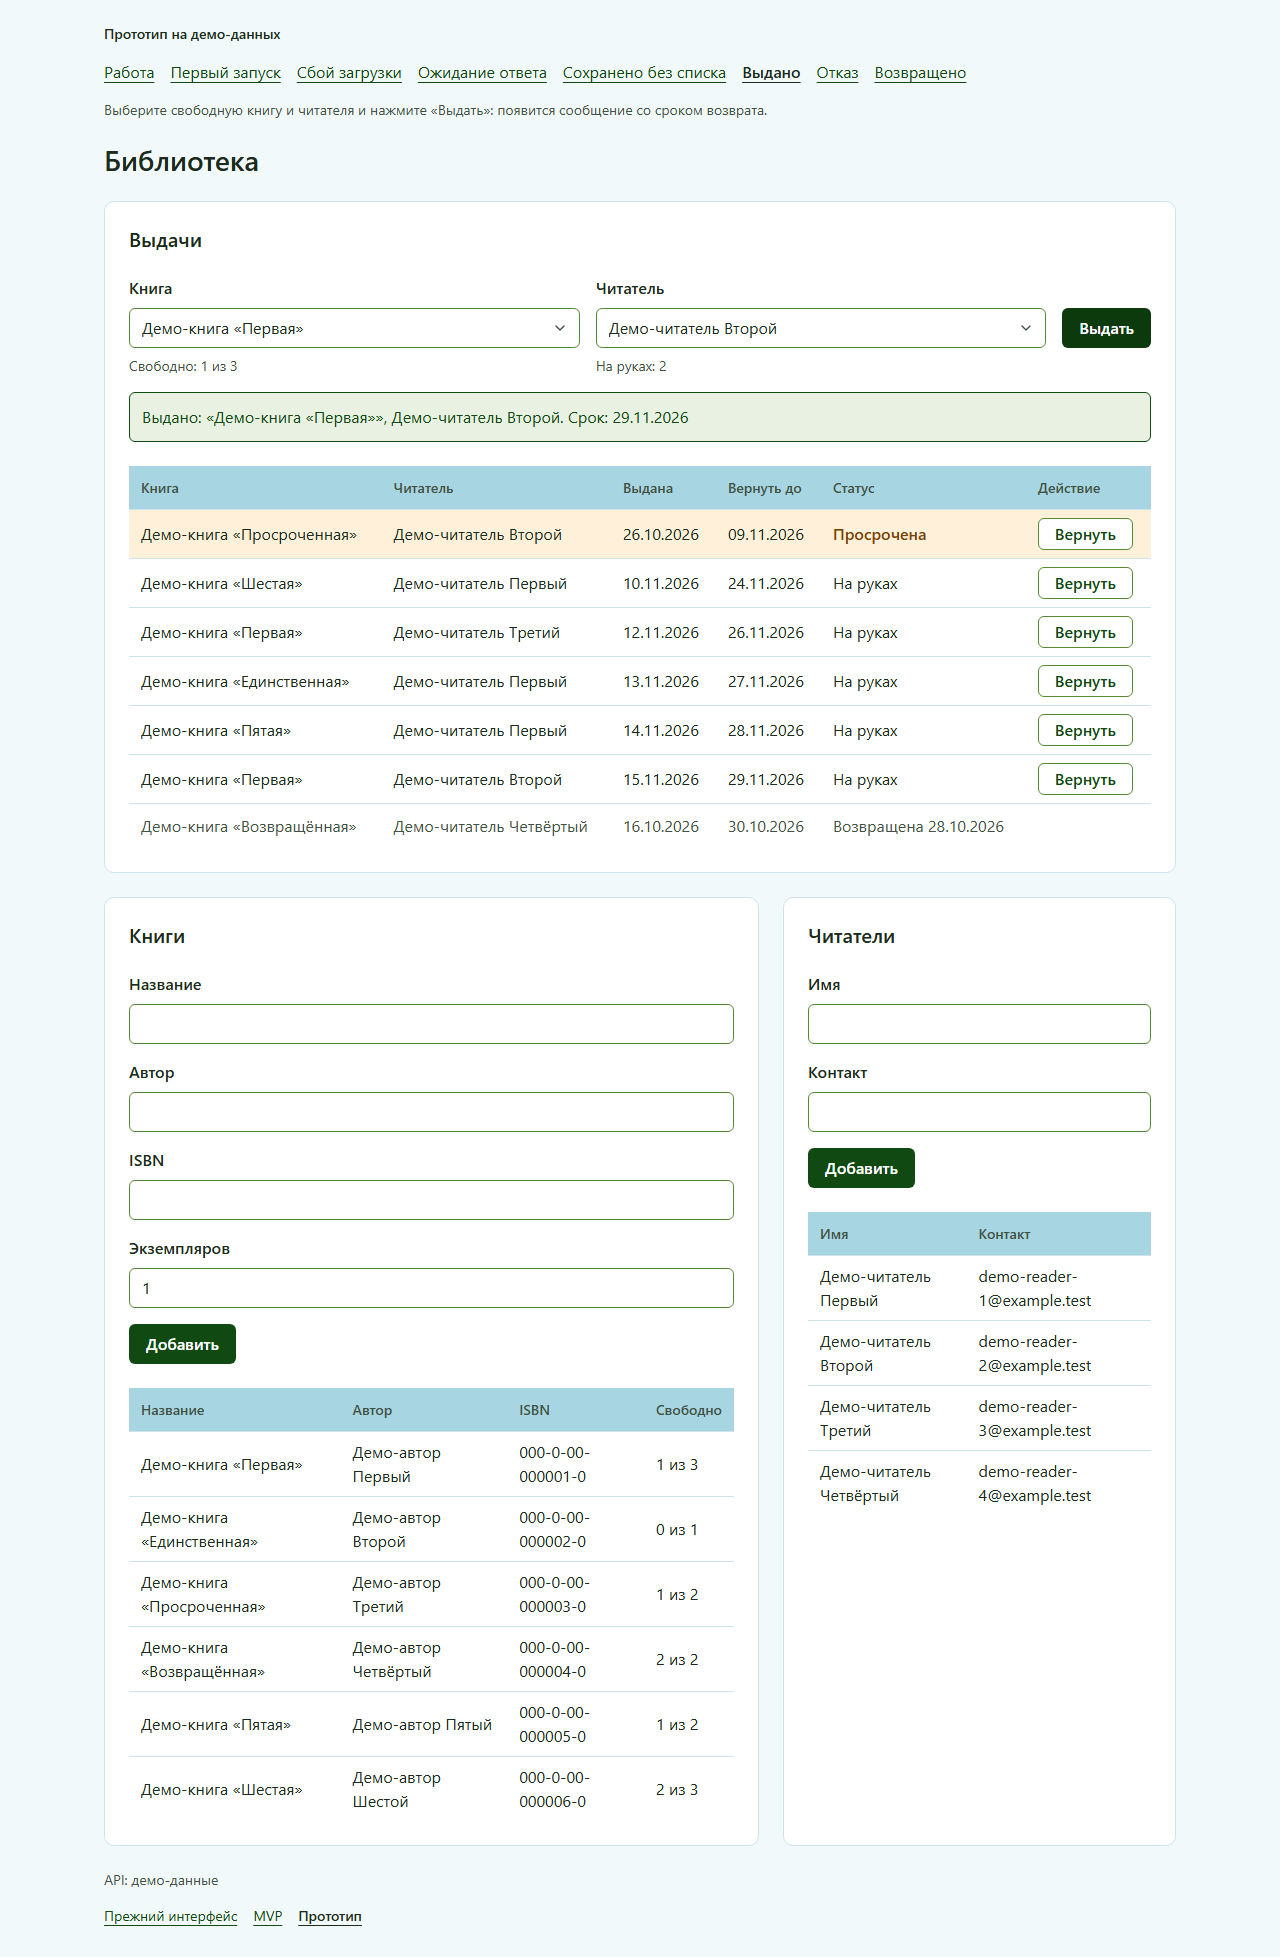 Прототип на демо-данных
Работа Первый запуск Сбой загрузки Ожидание ответа Сохранено без списка Выдано Отказ Возвращено
Выберите свободную книгу и читателя и нажмите «Выдать»: появится сообщение со сроком возврата.
Библиотека
Выдачи
Книга Читатель
Демо-книга «Первая» Демо-читатель Второй Выдать
Свободно: 1 из 3 На руках: 2
Выдано: «Демо-книга «Первая»», Демо-читатель Второй. Срок: 29.11.2026
Книга Читатель Выдана Вернуть до Статус Действие
Демо-книга «Просроченная» Демо-читатель Второй 26.10.2026 09.11.2026 Просрочена Вернуть
Демо-книга «Шестая» Демо-читатель Первый 10.11.2026 24.11.2026 На руках Вернуть
Демо-книга «Первая» Демо-читатель Третий 12.11.2026 26.11.2026 На руках Вернуть
Демо-книга «Единственная» Демо-читатель Первый 13.11.2026 27.11.2026 На руках Вернуть
Демо-книга «Пятая» Демо-читатель Первый 14.11.2026 28.11.2026 На руках Вернуть
Демо-книга «Первая» Демо-читатель Второй 15.11.2026 29.11.2026 На руках Вернуть
Демо-книга «Возвращённая» Демо-читатель Четвёртый 16.10.2026 30.10.2026 Возвращена 28.10.2026
Книги
Название
Автор
ISBN
Экземпляров
1
Добавить
Название Автор ISBN Свободно
Демо-книга «Первая» Демо-автор Первый 000-0-00-000001-0 1 из 3
Демо-книга «Единственная» Демо-автор Второй 000-0-00-000002-0 0 из 1
Демо-книга «Просроченная» Демо-автор Третий 000-0-00-000003-0 1 из 2
Демо-книга «Возвращённая» Демо-автор Четвёртый 000-0-00-000004-0 2 из 2
Демо-книга «Пятая» Демо-автор Пятый 000-0-00-000005-0 1 из 2
Демо-книга «Шестая» Демо-автор Шестой 000-0-00-000006-0 2 из 3
Читатели
Имя
Контакт
Добавить
Имя Контакт
Демо-читатель Первый demo-reader-1@example.test
Демо-читатель Второй demo-reader-2@example.test
Демо-читатель Третий demo-reader-3@example.test
Демо-читатель Четвёртый demo-reader-4@example.test
API: демо-данные
Прежний интерфейс MVP Прототип